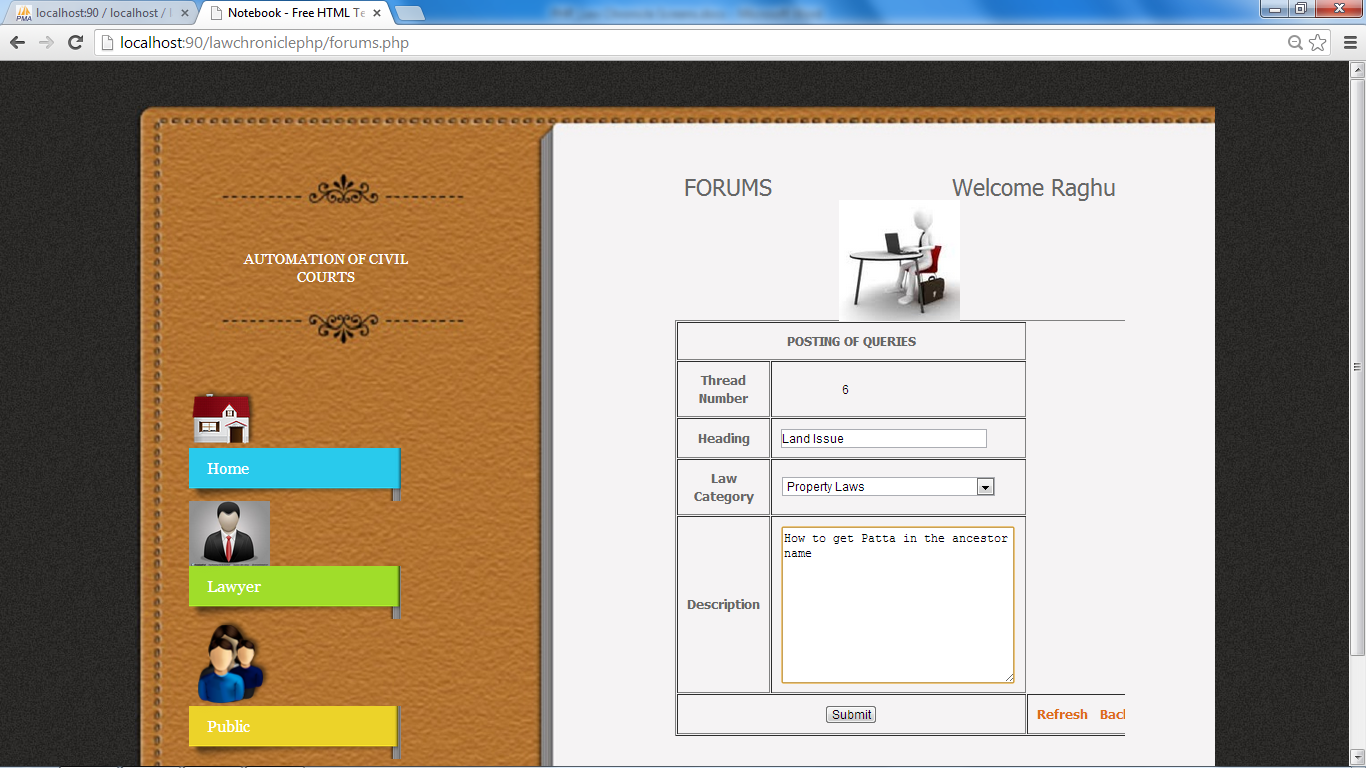 localhost:90 / localhost / l
Notebook - Free HTML Te
localhost:90/lawchroniclephp/forums.php
AUTOMATION OF CIVIL
COURTS
Home
Lawyer
Public
FORUMS
Welcome Raghu
POSTING OF QUERIES
Thread
Number
6
Heading
Land Issue
Law
Category
Property Laws
Description
How to get Patta in the ancestor
name
Submit
Refresh Back